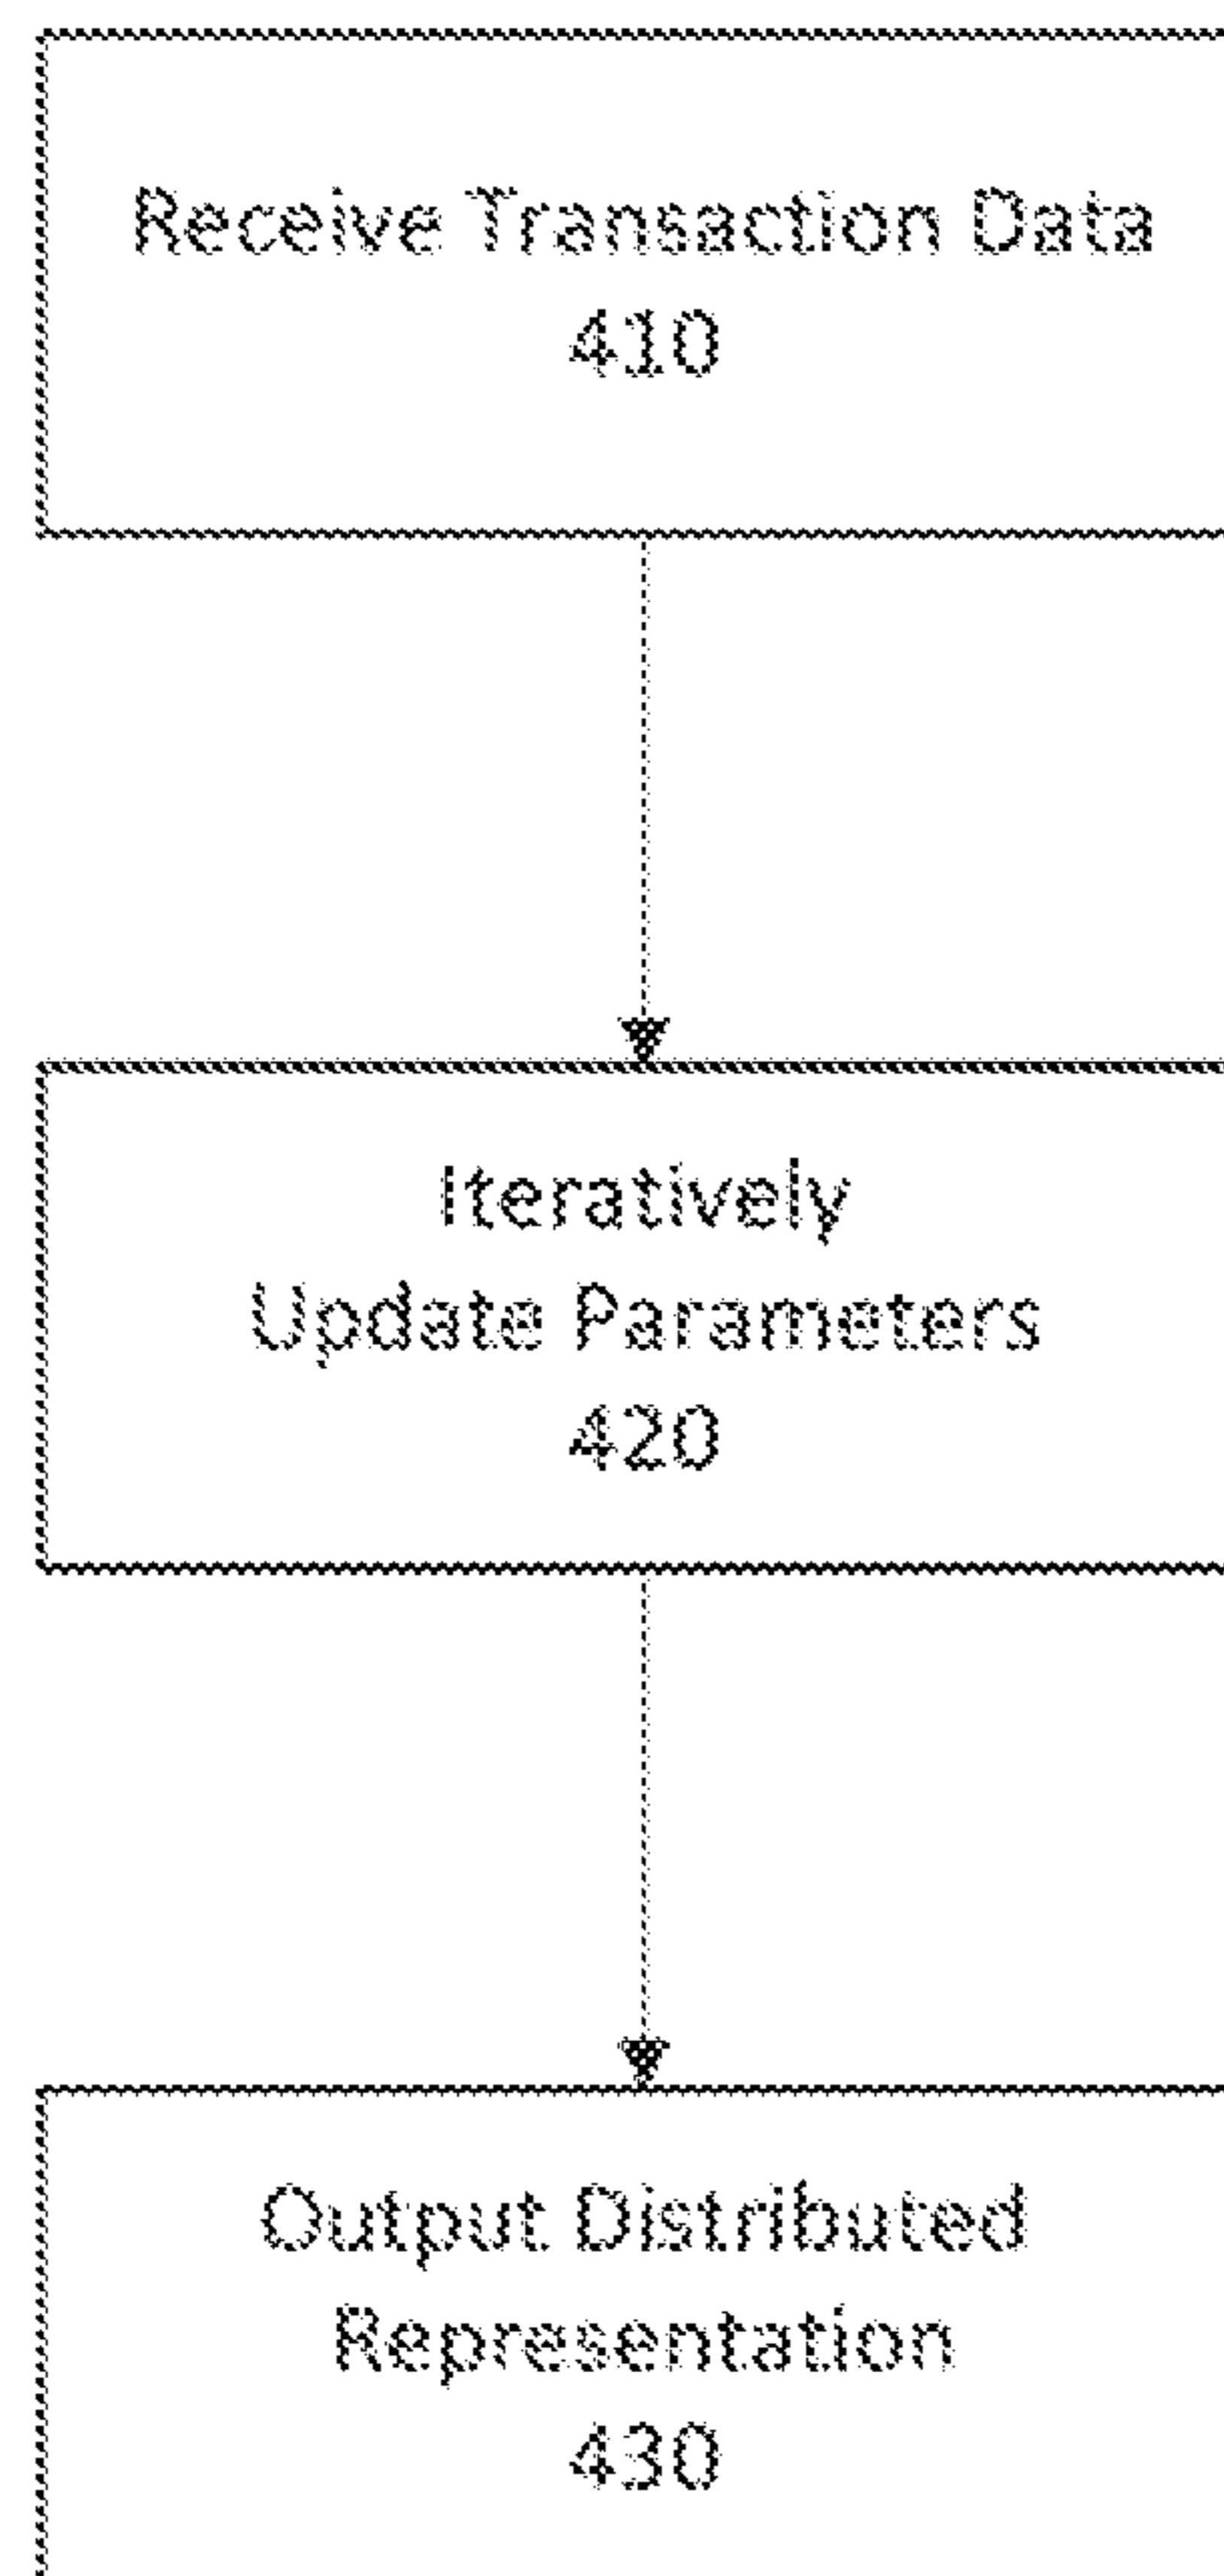 Receive Transaction Data
410
Iteratively
Update Parameters
420
Output Distributed
Representation
430